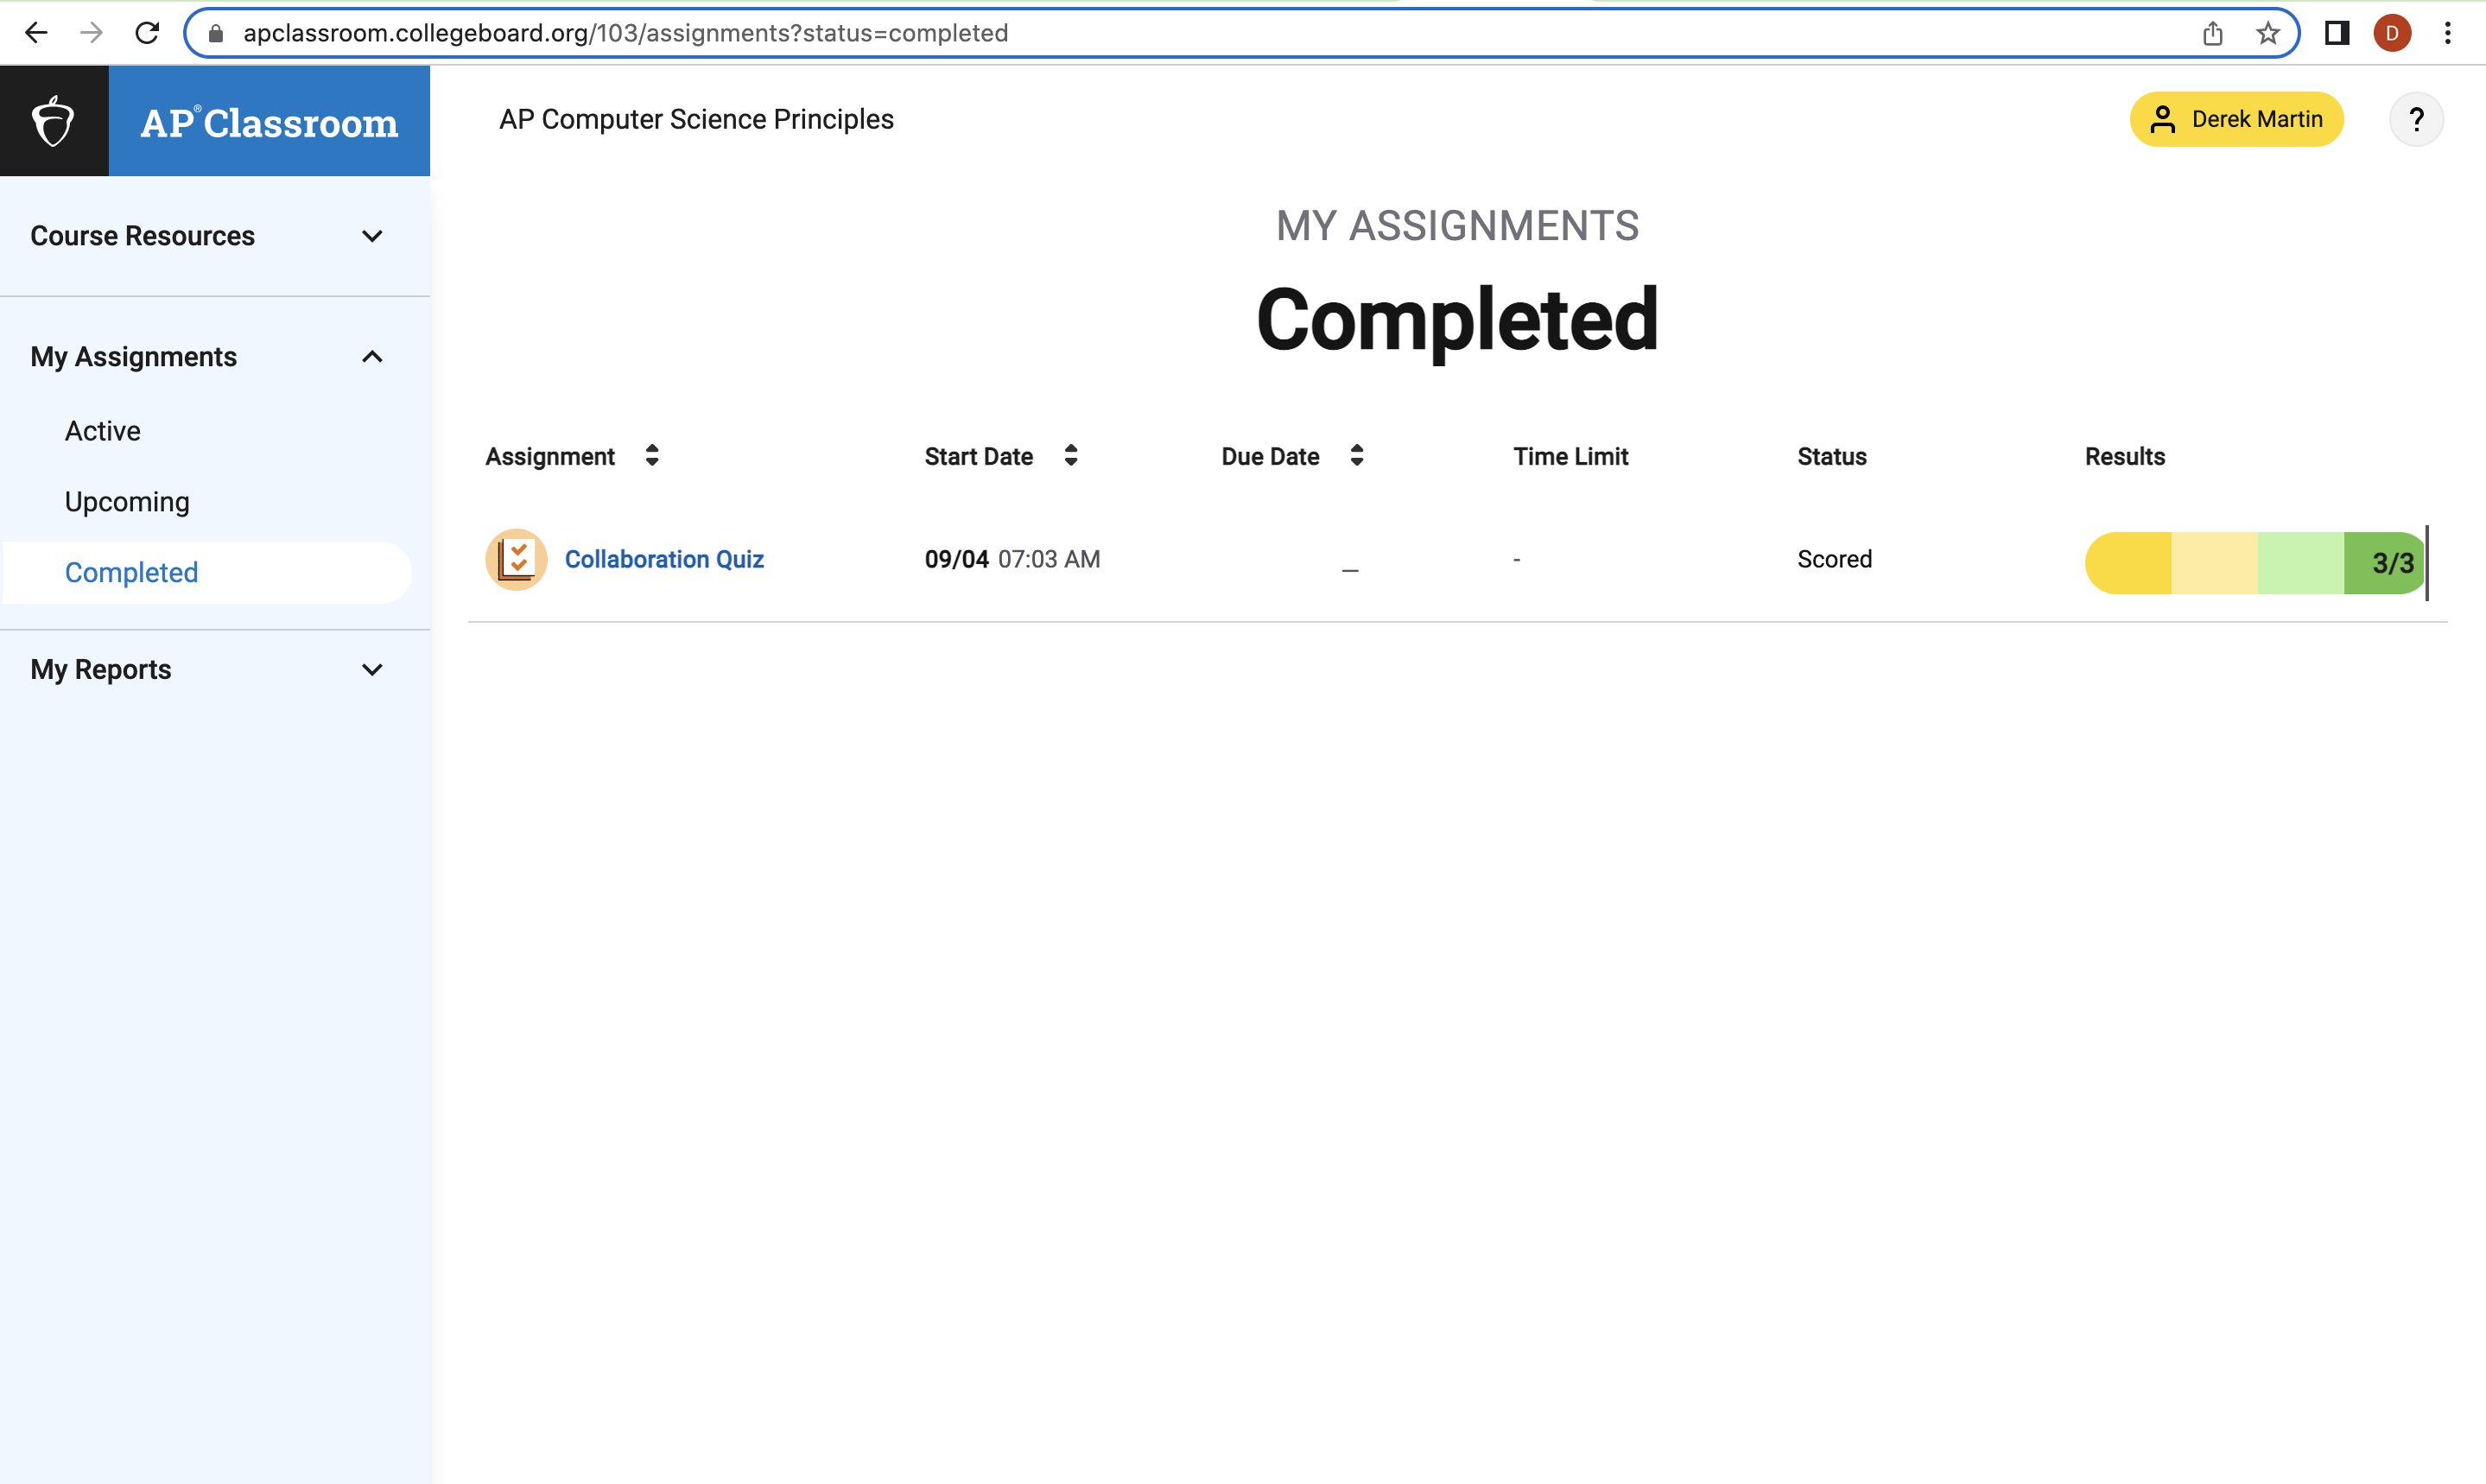 apclassroom.collegeboard.org/103/assignments?status=completed
D
AP® Classroom
AP Computer Science Principles
Derek Martin
?
Course Resources
My Assignments
Active
Upcoming
Completed
My Reports
MY ASSIGNMENTS
Completed
Assignment Start Date Due Date Time Limit Status Results
Collaboration Quiz 09/04 07:03 AM _ - Scored 3/3